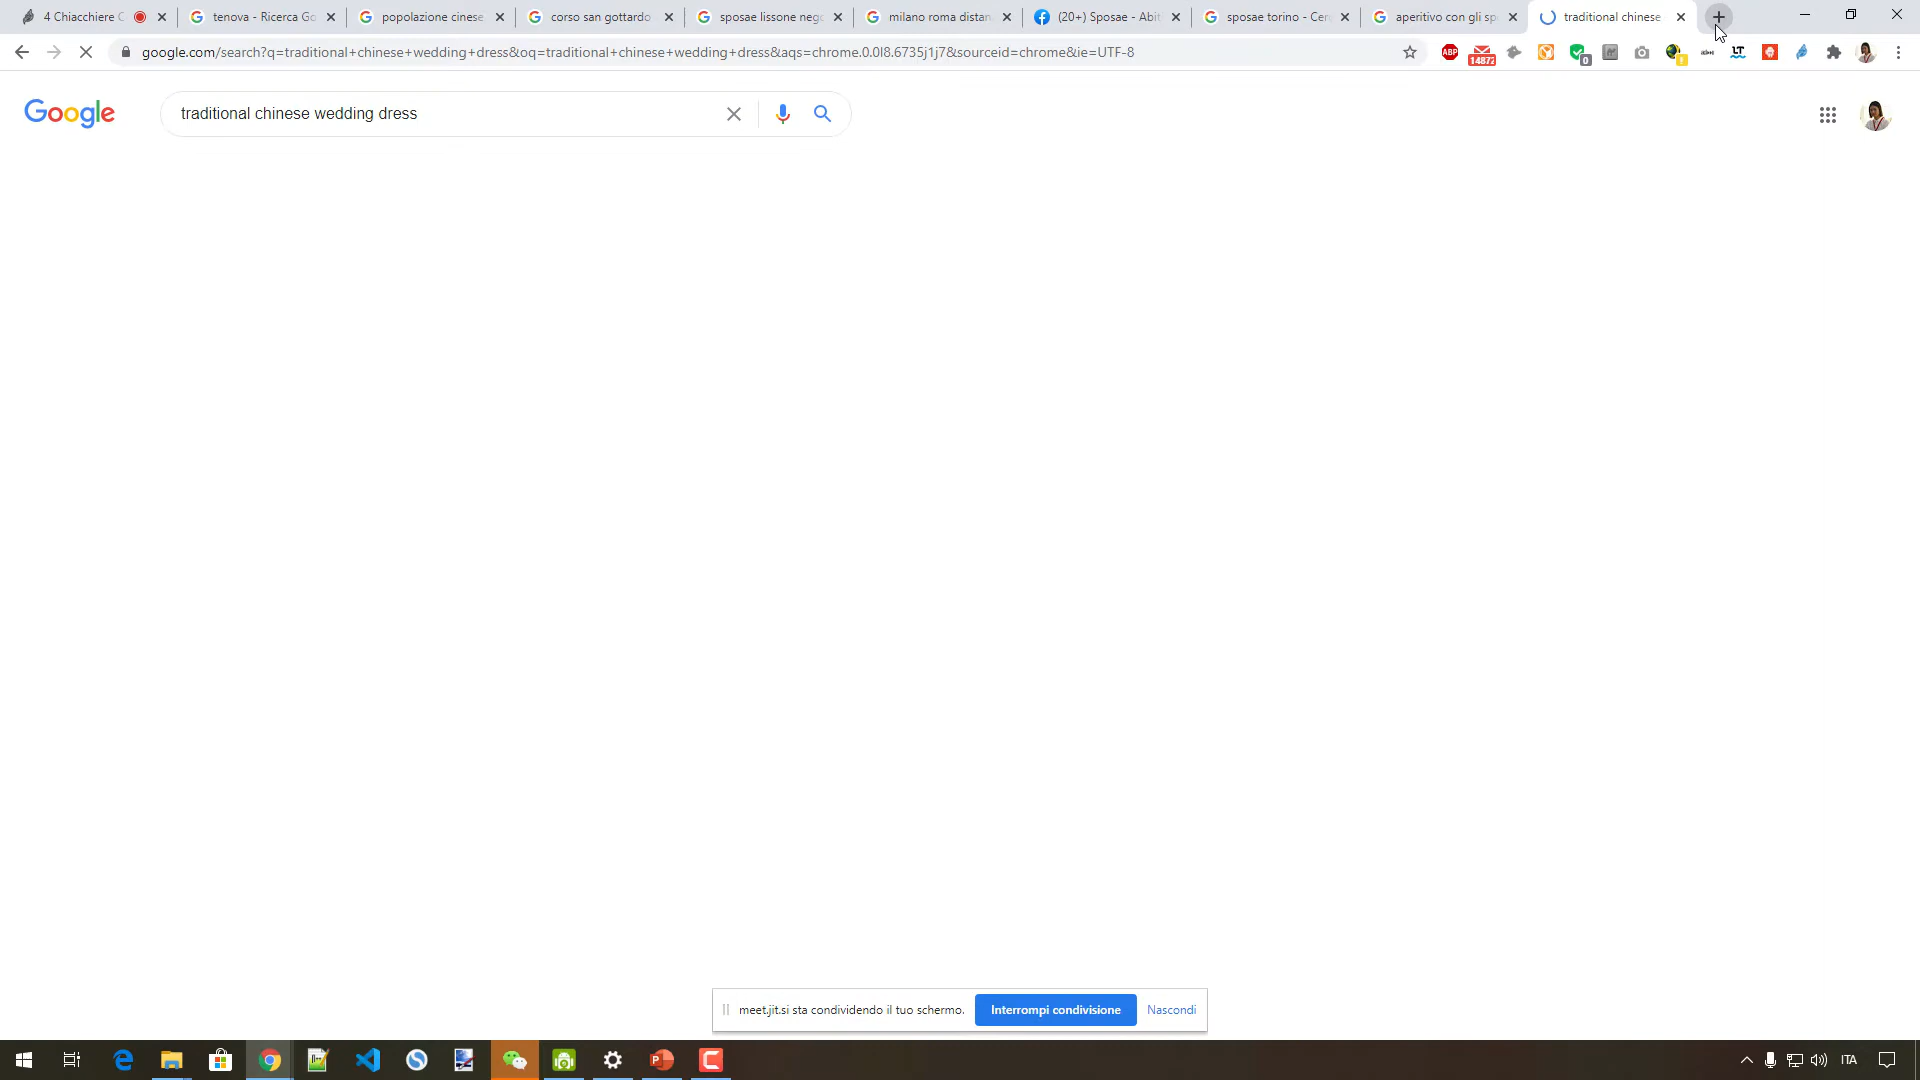 4 Chiacchiere C
tenova - Ricerca Go
popolazione cinese
corso san gottardo
sposae lissone nego
milano roma distan
(20+) Sposae - Abit
sposae torino - Cer
aperitivo con gli sp
traditional chinese
google.com/search?q=traditional+chinese+wedding+dress&oq=traditional+chinese+wedding+dress&aqs=chrome.0.0l8.6735j1j7&sourceid=chrome&ie=UTF-8
ABP
14872
0
LT
Google
traditional chinese wedding dress
meet.jit.si sta condividendo il tuo schermo.
Interrompi condivisione
Nascondi
ITA